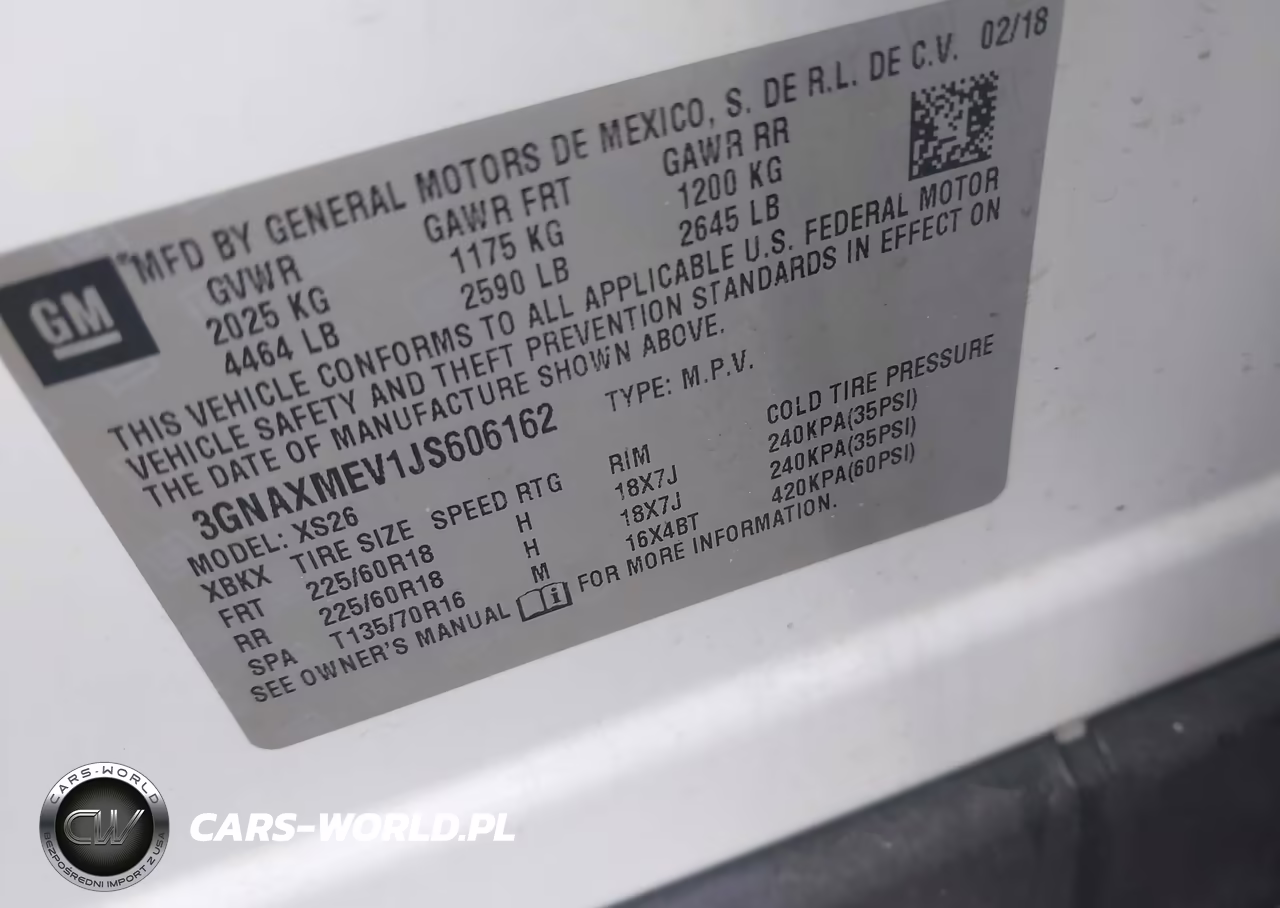 "MFD BY GENERAL MOTORS DE MEXICO, S. DE R.L. DE C.V. 02/18
GM
GVWR GAWR FRT GAWR RR
2025 KG 1175 KG 1200 KG
4464 LB 2590 LB 2645 LB
THIS VEHICLE CONFORMS TO ALL APPLICABLE U.S. FEDERAL MOTOR
VEHICLE SAFETY AND THEFT PREVENTION STANDARDS IN EFFECT ON
THE DATE OF MANUFACTURE SHOWN ABOVE.
3GNAXMEV1JS606162 TYPE: M.P.V.
MODEL: XS26
XBKX TIRE SIZE SPEED RTG RIM COLD TIRE PRESSURE
FRT 225/60R18 H 18X7J 240KPA(35PSI)
RR 225/60R18 H 18X7J 240KPA(35PSI)
SPA T135/70R16 M 16X4BT 420KPA(60PSI)
SEE OWNER'S MANUAL i FOR MORE INFORMATION.
CARS-WORLD
CW
BEZPOŚREDNI IMPORT Z USA
CARS-WORLD.PL